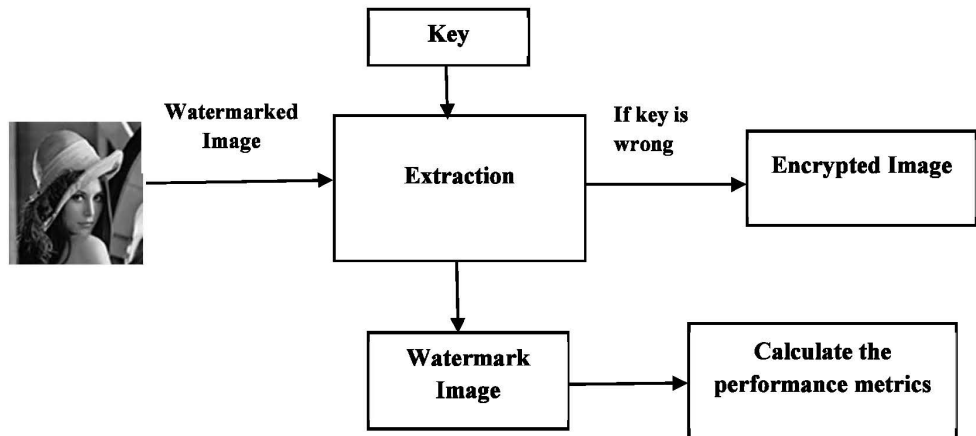 Key
Watermarked
Image
If key is
wrong
Extraction
Encrypted Image
Watermark
Image
Calculate the
performance metrics